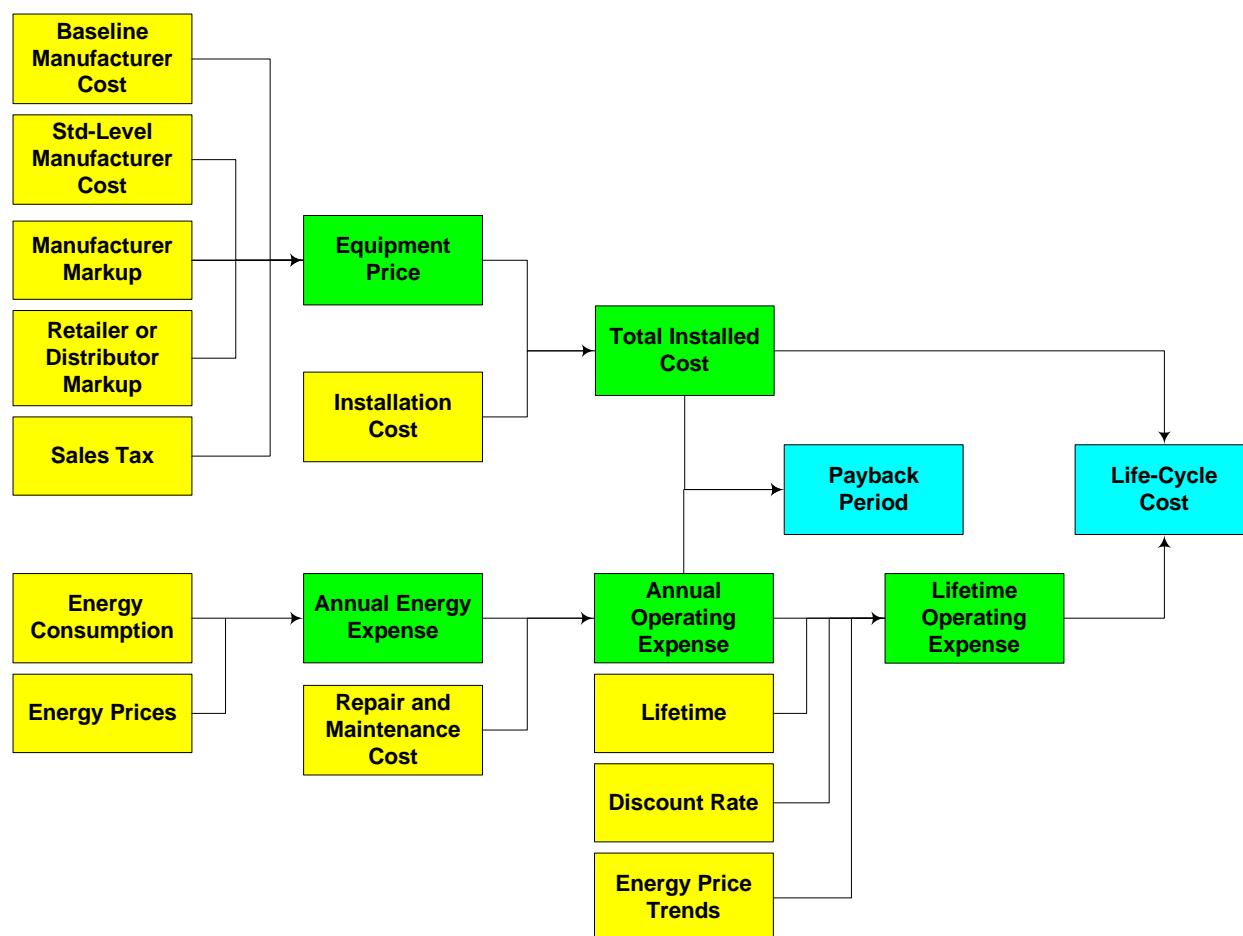 Baseline
Manufacturer
Cost
Std-Level
Manufacturer
Cost
Manufacturer
Markup
Retailer or
Distributor
Markup
Sales Tax
Equipment
Price
Installation
Cost
Total Installed
Cost
Payback
Period
Life-Cycle
Cost
Energy
Consumption
Energy Prices
Annual Energy
Expense
Repair and
Maintenance
Cost
Annual
Operating
Expense
Lifetime
Discount Rate
Energy Price
Trends
Lifetime
Operating
Expense